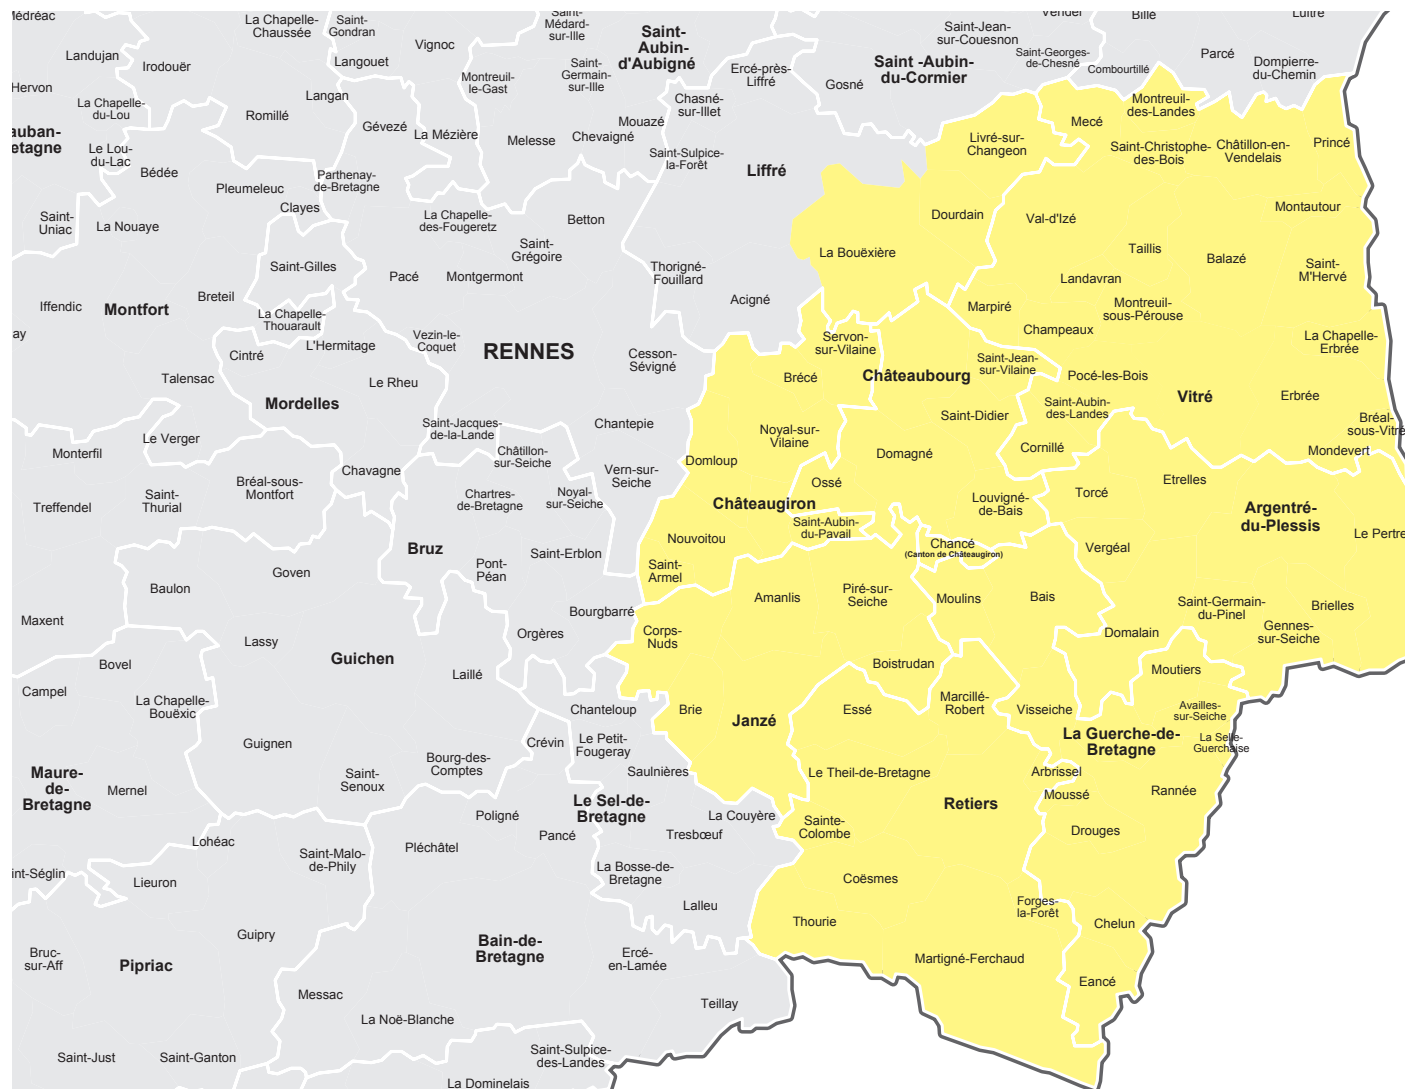 Médréac
Landujan
Hervon
La Chapelle-
Chaussée
Saint-
Gondran
Langouet
Vignoc
Irodouër
Langan
Romillé
La Chapelle-
du-Lou
auban-
etagne
Le Lou-
du-Lac
Bédée
Gévezé
La Mézière
Montreuil-
le-Gast
Saint-
Médard-
sur-Ille
Saint-
Germain-
sur-Ille
Melesse
Chevaigné
Mouazé
Saint-
Aubin-
d'Aubigné
Chasné-
sur-Illet
Ercé-près-
Liffré
Saint-Sulpice-
la-Forêt
Liffré
Gosné
Saint -Aubin-
du-Cormier
Saint-Jean-
sur-Couesnon
Saint-Georges-
de-Chesné
Vendel
Billé
Combourtillé
Parcé
Luitré
Dompierre-
du-Chemin
Mecé
Montreuil-
des-Landes
Livré-sur-
Changeon
Saint-Christophe-
des-Bois
Châtillon-en-
Vendelais
Princé
Parthenay-
de-Bretagne
Pleumeleuc
Clayes
Saint-
Uniac
La Nouaye
La Chapelle-
des-Fougeretz
Betton
Saint-
Grégoire
Dourdain
Val-d'Izé
Montautour
Taillis
Balazé
Saint-
M'Hervé
La Bouëxière
Landavran
Saint-Gilles
Pacé
Montgermont
Thorigné-
Fouillard
Acigné
Iffendic
Montfort
Breteil
ay
La Chapelle-
Thouarault
Marpiré
Montreuil-
sous-Pérouse
Champeaux
La Chapelle-
Erbrée
Cintré
L'Hermitage
Vezin-le-
Coquet
RENNES
Cesson-
Sévigné
Servon-
sur-Vilaine
Brécé
Châteaubourg
Saint-Jean-
sur-Vilaine
Pocé-les-Bois
Talensac
Le Rheu
Mordelles
Saint-Didier
Saint-Aubin-
des-Landes
Vitré
Erbrée
Bréal-
sous-Vitré
Mondevert
Le Verger
Monterfil
Saint-Jacques-
de-la-Lande
Chantepie
Noyal-sur-
Vilaine
Domagné
Cornillé
Châtillon-
sur-Seiche
Chavagne
Domloup
Vern-sur-
Seiche
Ossé
Etrelles
Torcé
Treffendel
Saint-
Thurial
Bréal-sous-
Montfort
Chartres-
de-Bretagne
Noyal-
sur-Seiche
Châteaugiron
Louvigné-
de-Bais
Argentré-
du-Plessis
Saint-Aubin-
du-Pavail
Nouvoitou
Chancé
(Canton de Châteaugiron)
Vergéal
Le Pertre
Bruz
Saint-Erblon
Pont-
Péan
Saint-
Armel
Goven
Baulon
Amanlis
Piré-sur-
Seiche
Moulins
Bais
Saint-Germain-
du-Pinel
Brielles
Gennes-
sur-Seiche
Maxent
Bourgbarré
Orgères
Corps-
Nuds
Domalain
Lassy
Guichen
Laillé
Bovel
Boistrudan
Moutiers
Campel
La Chapelle-
Bouëxic
Chanteloup
Brie
Janzé
Essé
Marcillé-
Robert
Visseiche
Availles-
sur-Seiche
La Selle-
Guerchaise
La Guerche-de-
Bretagne
Guignen
Crévin
Le Petit-
Fougeray
Bourg-des-
Comptes
Saulnières
Le Theil-de-Bretagne
Arbrissel
Moussé
Rannée
Maure-
de-
Bretagne
Mernel
Saint-
Senoux
Le Sel-de-
Bretagne
Retiers
Poligné
Pancé
La Couyère
Tresbœuf
Sainte-
Colombe
Drouges
Lohéac
Pléchâtel
Saint-Malo-
de-Phily
int-Séglin
Lieuron
La Bosse-de-
Bretagne
Coësmes
Lalleu
Forges-
la-Forêt
Thourie
Chelun
Guipry
Bain-de-
Bretagne
Ercé-
en-Lamée
Bruc-
sur-Aff
Pipriac
Martigné-Ferchaud
Eancé
Messac
Teillay
La Noë-Blanche
Saint-Just
Saint-Ganton
Saint-Sulpice-
des-Landes
La Dominelais